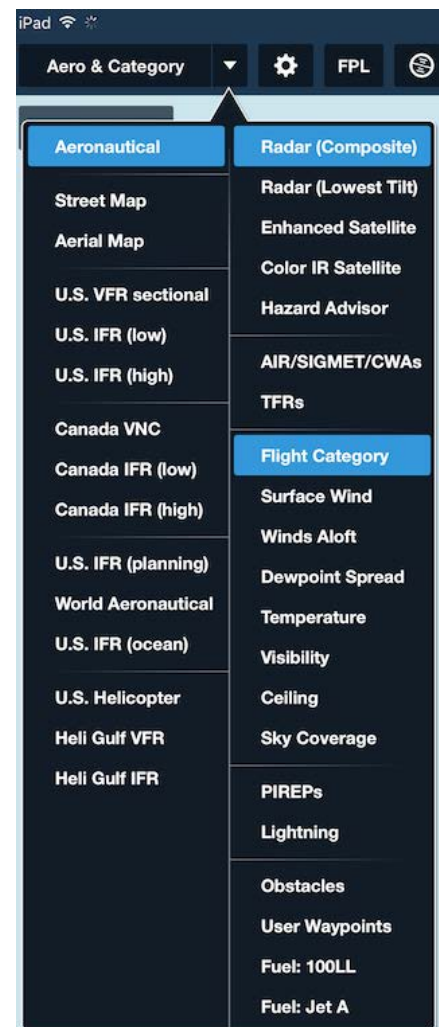 iPad
Aero & Category
FPL
Aeronautical
Street Map
Aerial Map
U.S. VFR sectional
U.S. IFR (low)
U.S. IFR (high)
Canada VNC
Canada IFR (low)
Canada IFR (high)
U.S. IFR (planning)
World Aeronautical
U.S. IFR (ocean)
U.S. Helicopter
Heli Gulf VFR
Heli Gulf IFR
Radar (Composite)
Radar (Lowest Tilt)
Enhanced Satellite
Color IR Satellite
Hazard Advisor
AIR/SIGMET/CWAs
TFRs
Flight Category
Surface Wind
Winds Aloft
Dewpoint Spread
Temperature
Visibility
Ceiling
Sky Coverage
PIREPs
Lightning
Obstacles
User Waypoints
Fuel: 100LL
Fuel: Jet A